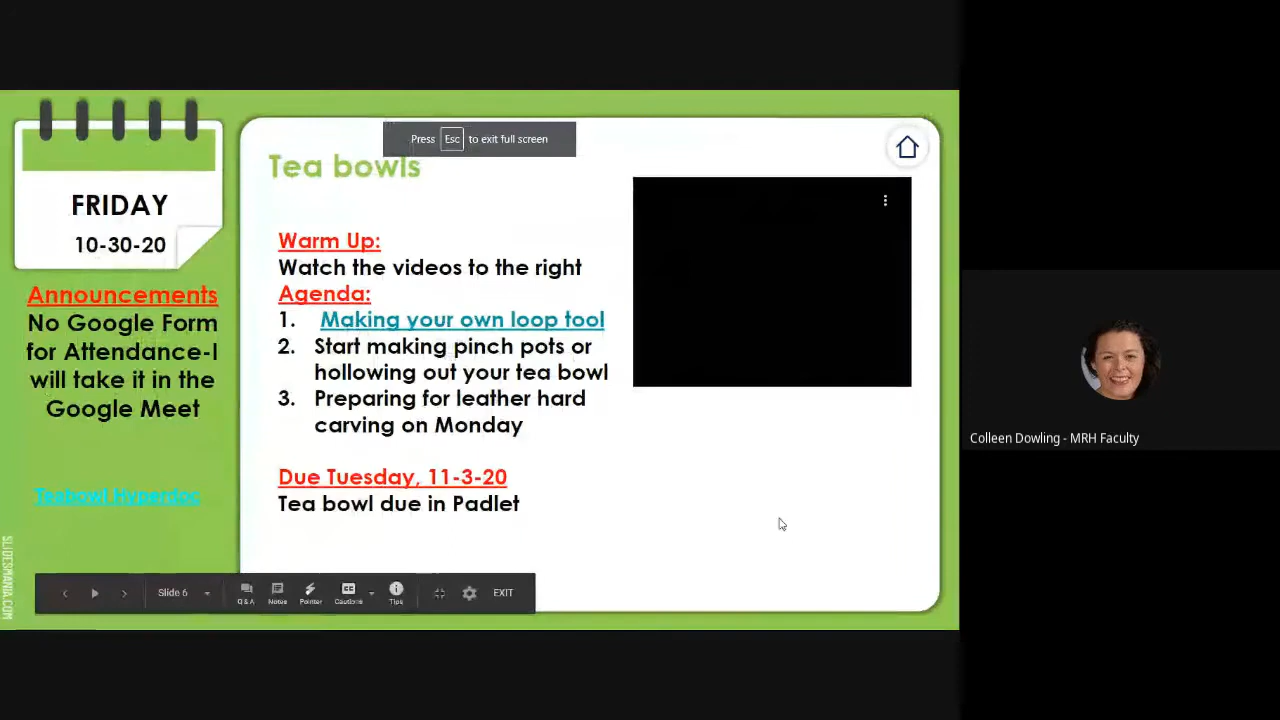 Press Esc to exit full screen
FRIDAY
10-30-20
Announcements
No Google Form
for Attendance-I
will take it in the
Google Meet
Teabowl Hyperdoc
SLIDESMANIA.COM
Tea bowls
Warm Up:
Watch the videos to the right
Agenda:
1. Making your own loop tool
2. Start making pinch pots or
hollowing out your tea bowl
3. Preparing for leather hard
carving on Monday
Due Tuesday, 11-3-20
Tea bowl due in Padlet
Slide 6
Q & A
Notes
Pointer
Captions
Tips
EXIT
Colleen Dowling - MRH Faculty